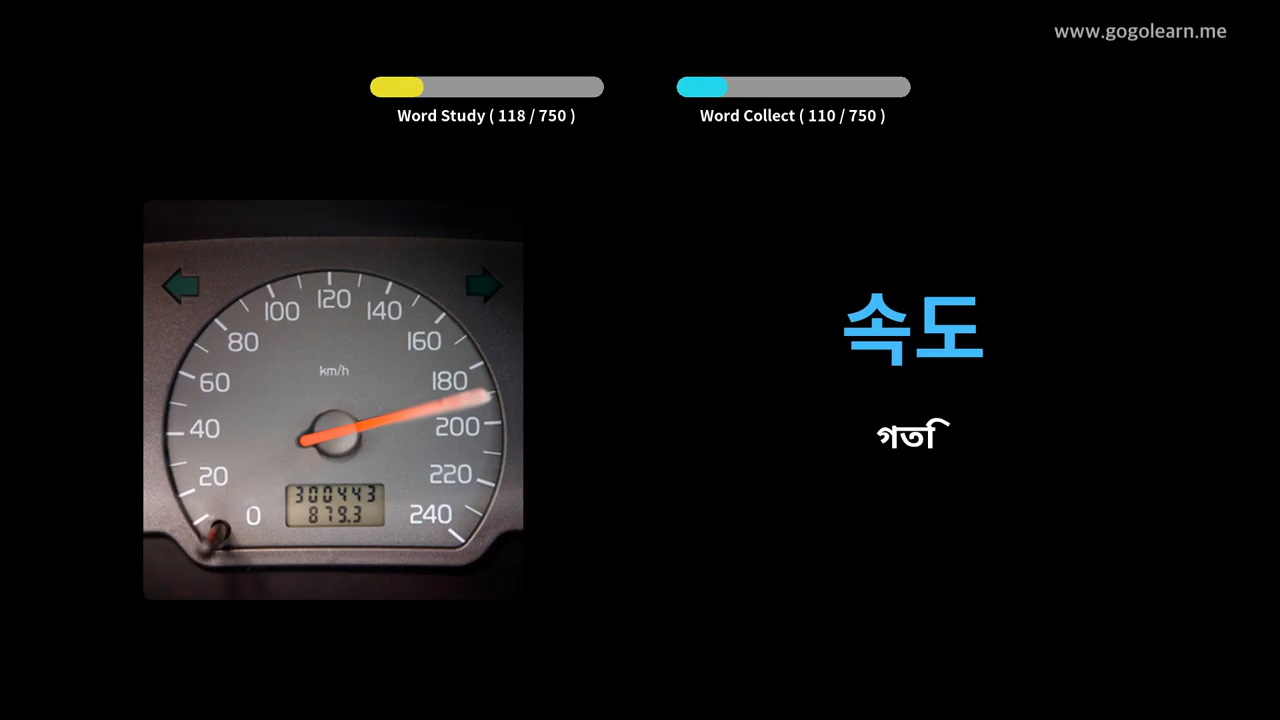 www.gogolearn.me
Word Study ( 118 / 750 )
Word Collect ( 110 / 750 )
속도
গতি
120
100
140
80
160
km/h
60
180
40
200
20
220
300443
0
879.3
240